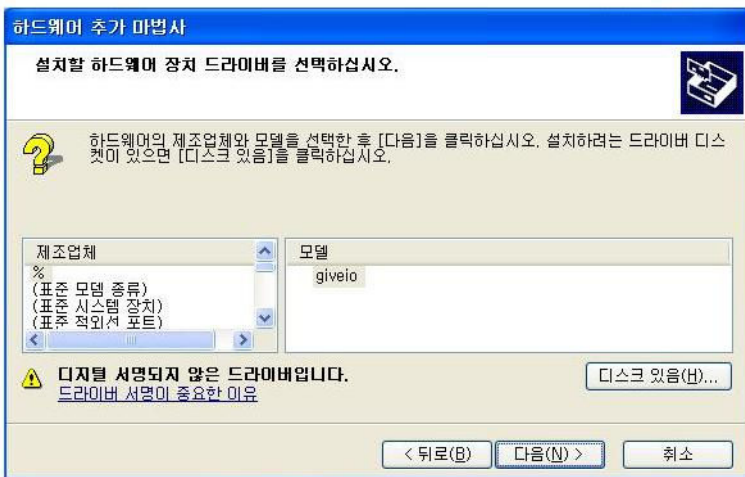 하드웨어 추가 마법사
설치할 하드웨어 장치 드라이버를 선택하십시오.
하드웨어의 제조업체와 모델을 선택한 후 [다음]을 클릭하십시오. 설치하려는 드라이버 디스
켓이 있으면 [디스크 있음]을 클릭하십시오.
제조업체
%
(표준 모뎀 종류)
(표준 시스템 장치)
(표준 적외선 포트)
모델
giveio
디지털 서명되지 않은 드라이버입니다.
드라이버 서명이 중요한 이유
디스크 있음(H)...
< 뒤로(B)
다음(N) >
취소